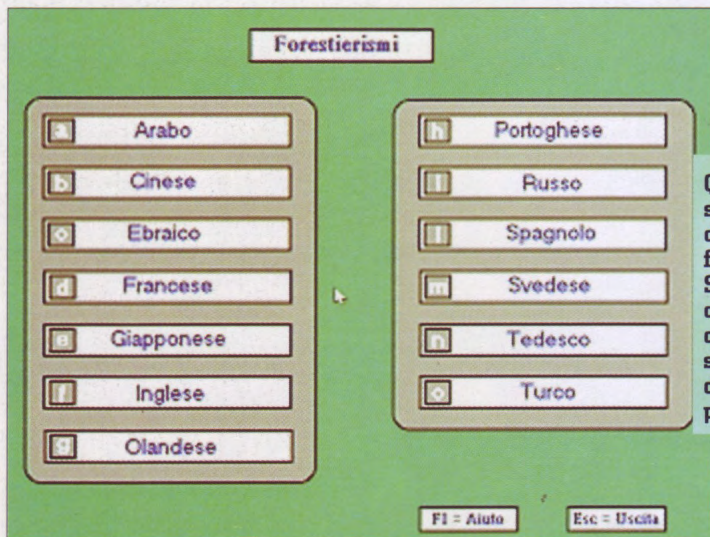 Forestierismi
a Arabo
b Cinese
Ebraico
d Francese
e Giapponese
f Inglese
g Olandese
h Portoghese
Russo
l Spagnolo
m Svedese
n Tedesco
o Turco
F1 = Aiuto
Esc = Uscita